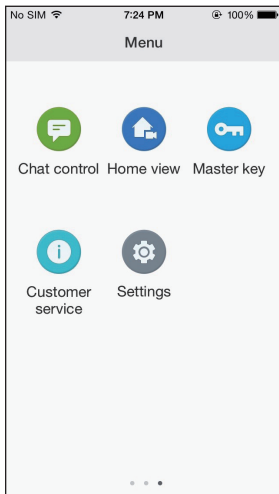 No SIM 7:24 PM 100%
Menu
Chat control Home view Master key
Customer service Settings